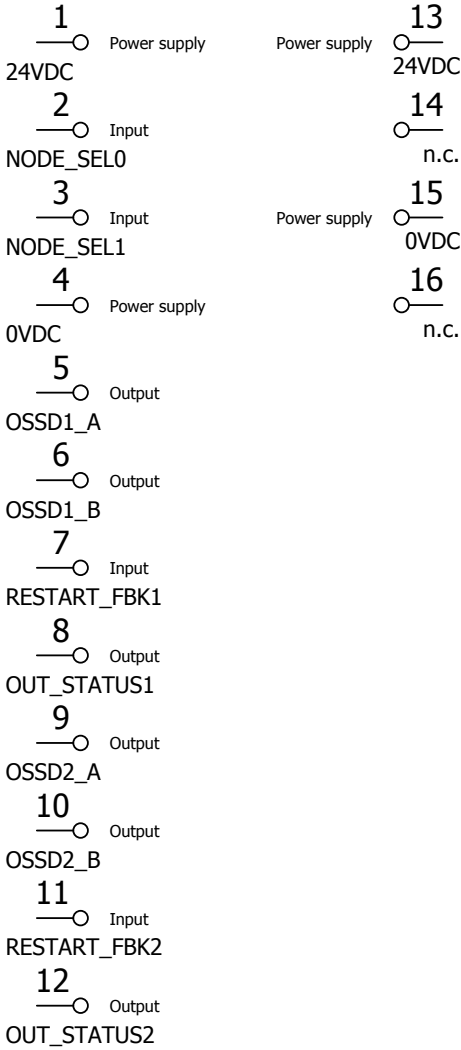 1
Power supply
24VDC
2
Input
NODE_SEL0
3
Input
NODE_SEL1
4
Power supply
0VDC
5
Output
OSSD1_A
6
Output
OSSD1_B
7
Input
RESTART_FBK1
8
Output
OUT_STATUS1
9
Output
OSSD2_A
10
Output
OSSD2_B
11
Input
RESTART_FBK2
12
Output
OUT_STATUS2
13
Power supply
24VDC
14
n.c.
15
Power supply
0VDC
16
n.c.